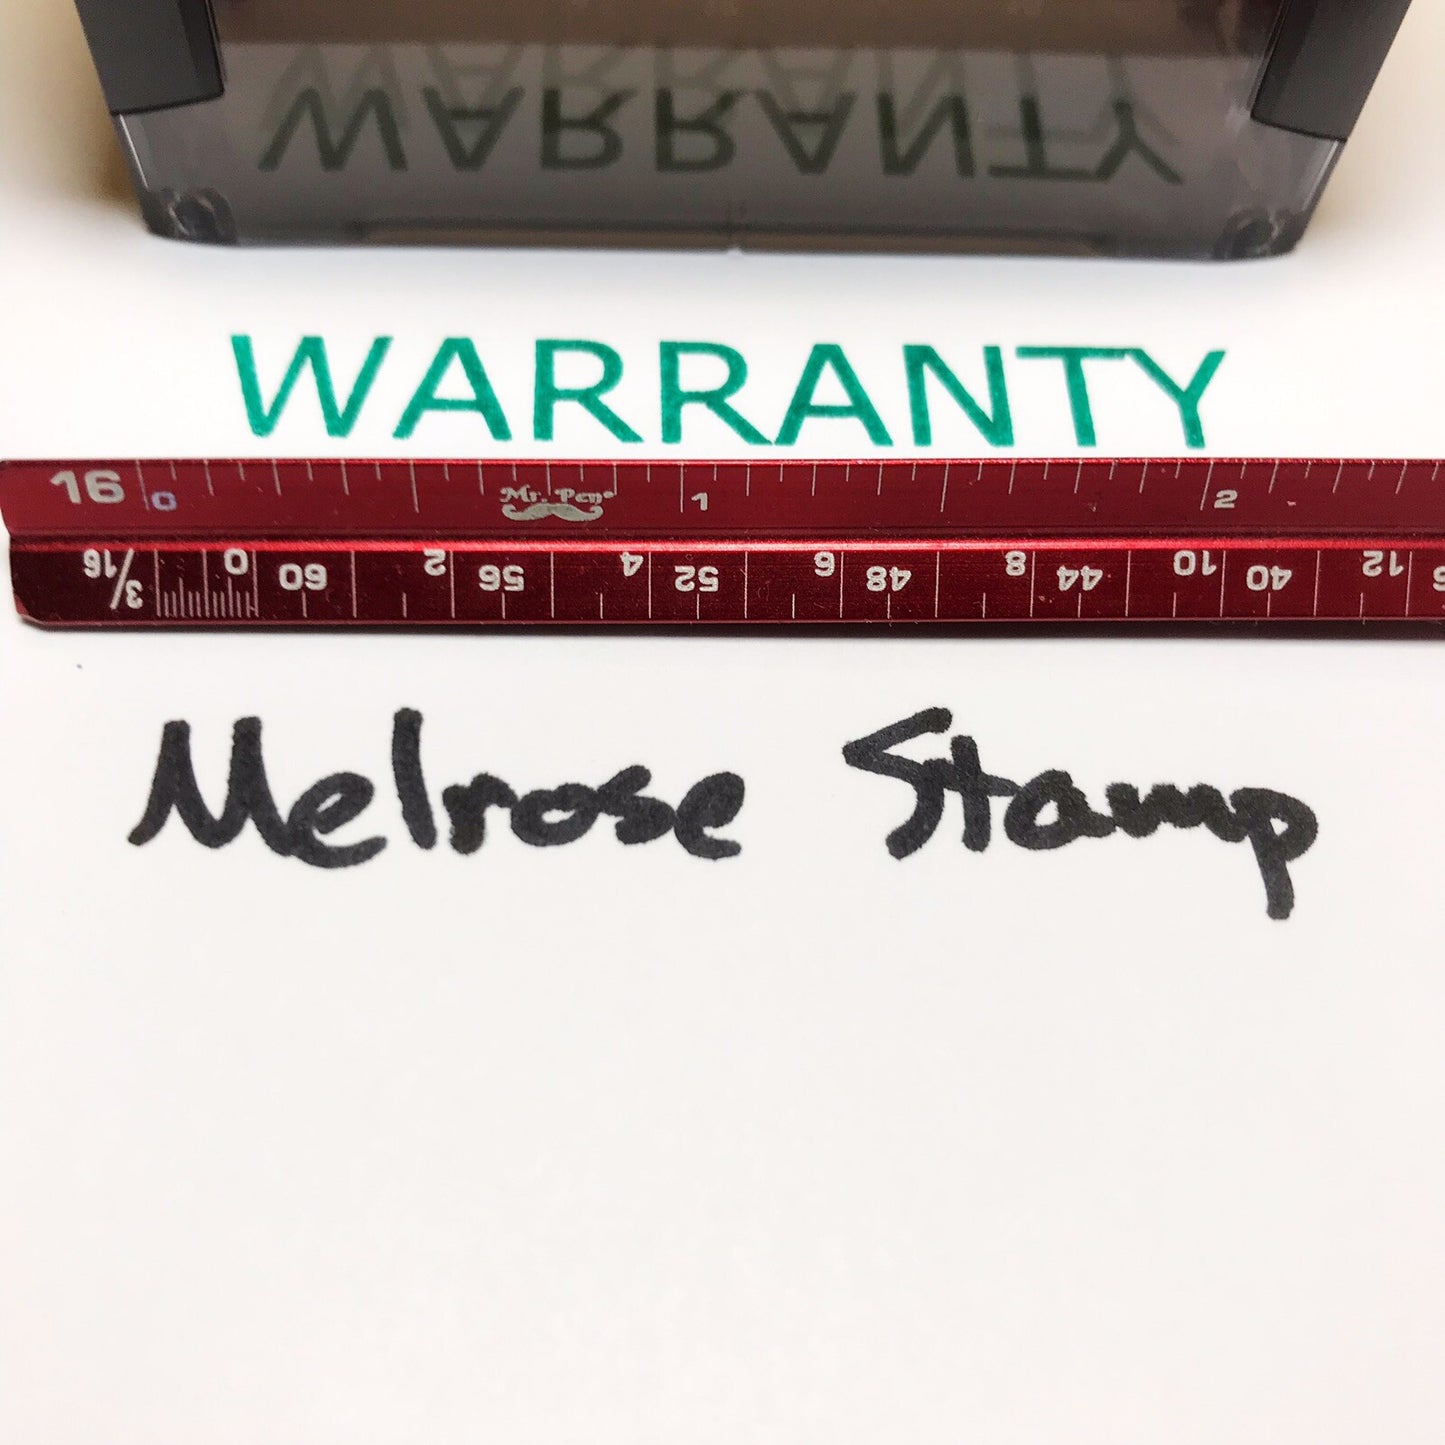 WARRANTY
WARRANTY
16 0 Mr. Pen® 1 2
3/16 0 60 2 56 4 52 6 48 8 44 10 40 12
Melrose Stamp